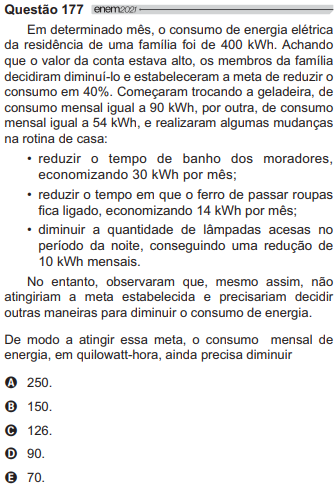 Questão 177 enem2021
Em determinado mês, o consumo de energia elétrica
da residência de uma família foi de 400 kWh. Achando
que o valor da conta estava alto, os membros da família
decidiram diminuí-lo e estabeleceram a meta de reduzir o
consumo em 40%. Começaram trocando a geladeira, de
consumo mensal igual a 90 kWh, por outra, de consumo
mensal igual a 54 kWh, e realizaram algumas mudanças
na rotina de casa:
• reduzir o tempo de banho dos moradores,
economizando 30 kWh por mês;
• reduzir o tempo em que o ferro de passar roupas
fica ligado, economizando 14 kWh por mês;
• diminuir a quantidade de lâmpadas acesas no
período da noite, conseguindo uma redução de
10 kWh mensais.
No entanto, observaram que, mesmo assim, não
atingiriam a meta estabelecida e precisariam decidir
outras maneiras para diminuir o consumo de energia.
De modo a atingir essa meta, o consumo mensal de
energia, em quilowatt-hora, ainda precisa diminuir
A 250.
B 150.
C 126.
D 90.
E 70.